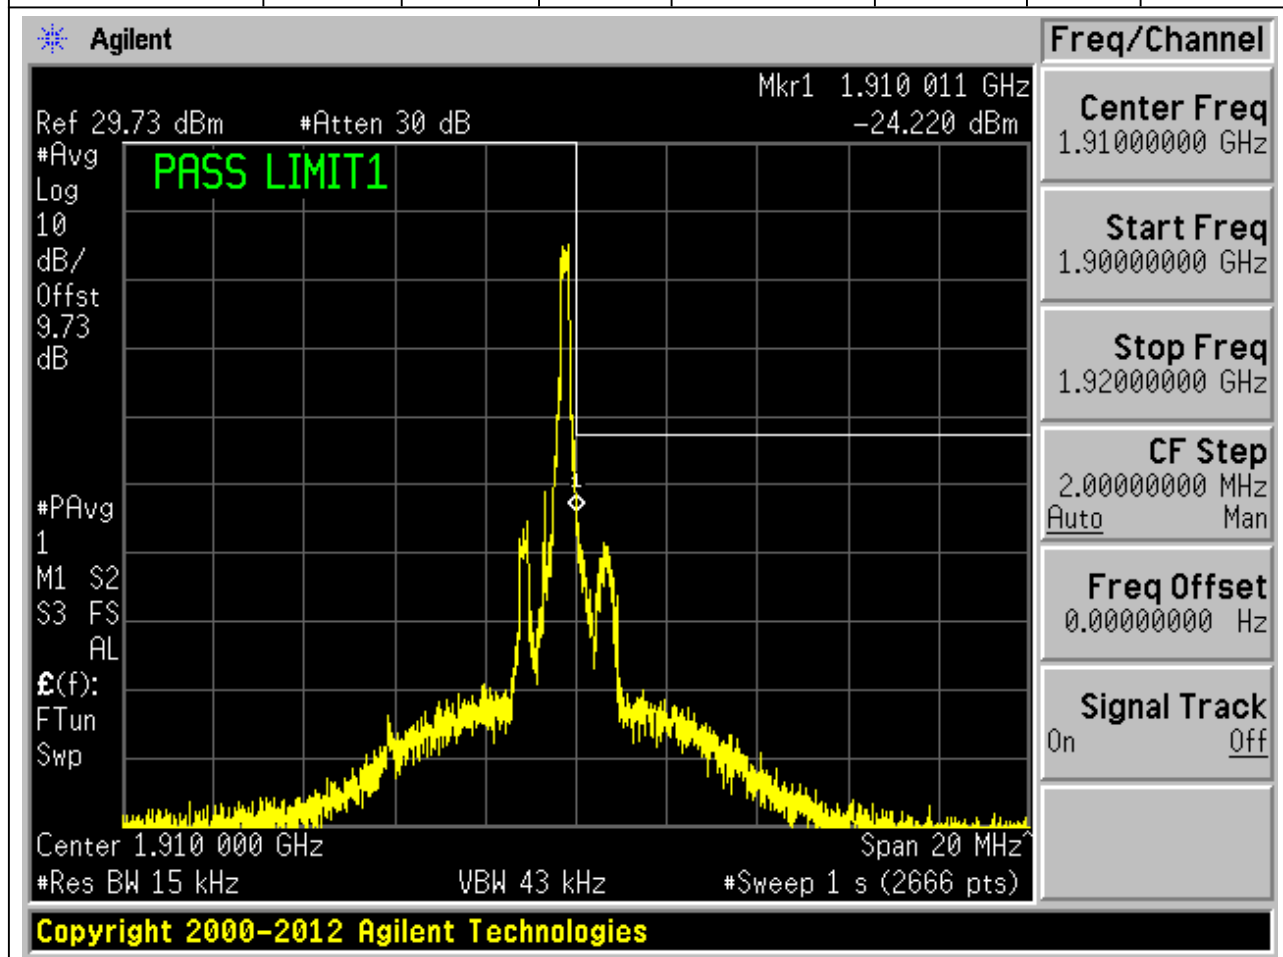 Agilent
Freq/Channel
Mkr1 1.910 011 GHz
Ref 29.73 dBm #Atten 30 dB -24.220 dBm
#Avg
Log
10
dB/
Offst
9.73
dB
PASS LIMIT1
1
#PAvg
1
M1 S2
S3 FS
AL
£(f):
FTun
Swp
Center 1.910 000 GHz Span 20 MHz^
#Res BW 15 kHz VBW 43 kHz #Sweep 1 s (2666 pts)
Copyright 2000-2012 Agilent Technologies
Center Freq
1.91000000 GHz
Start Freq
1.90000000 GHz
Stop Freq
1.92000000 GHz
CF Step
2.00000000 MHz
Auto Man
Freq Offset
0.00000000 Hz
Signal Track
On Off